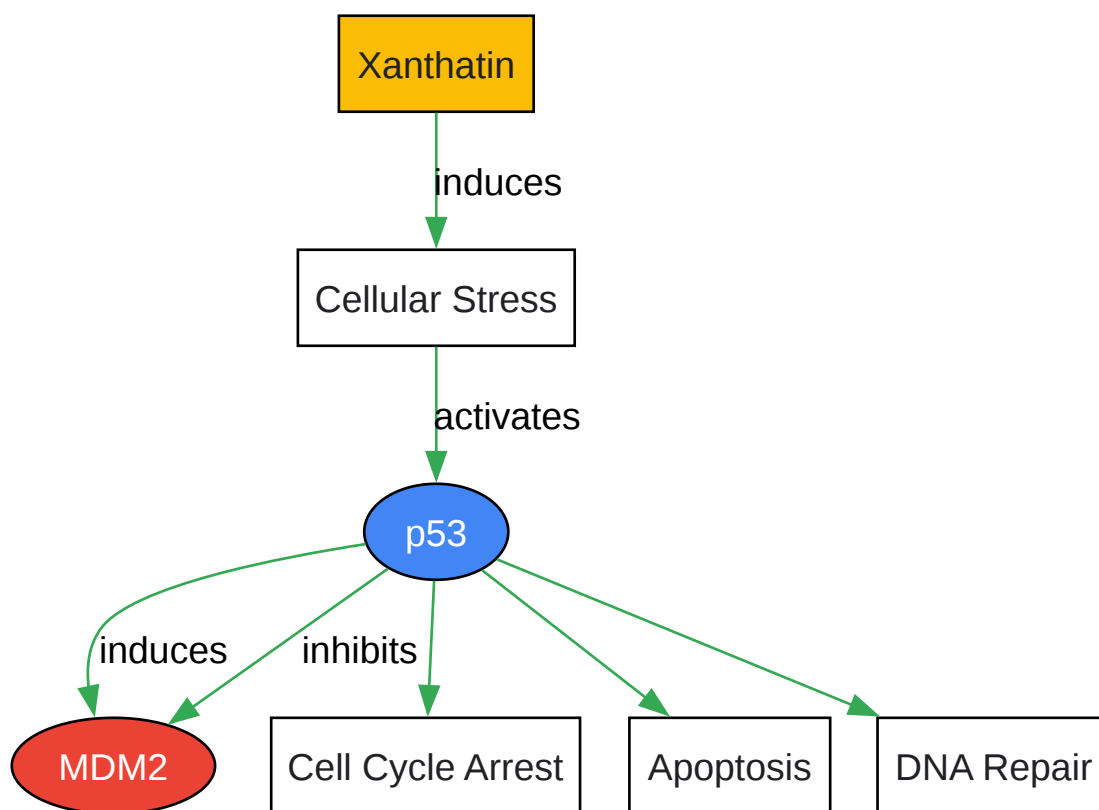 Xanthatin
induces
Cellular Stress
activates
p53
induces
inhibits
MDM2
Cell Cycle Arrest
Apoptosis
DNA Repair